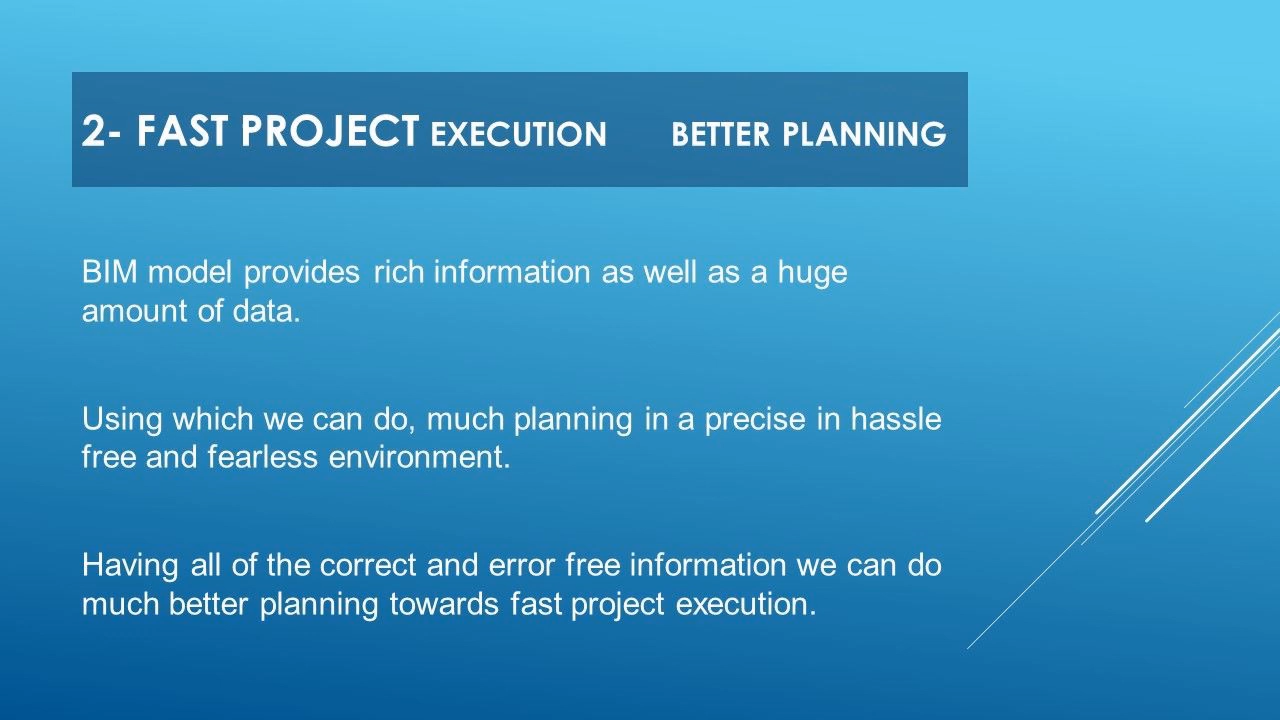 2- FAST PROJECT EXECUTION BETTER PLANNING
BIM model provides rich information as well as a huge
amount of data.
Using which we can do, much planning in a precise in hassle
free and fearless environment.
Having all of the correct and error free information we can do
much better planning towards fast project execution.